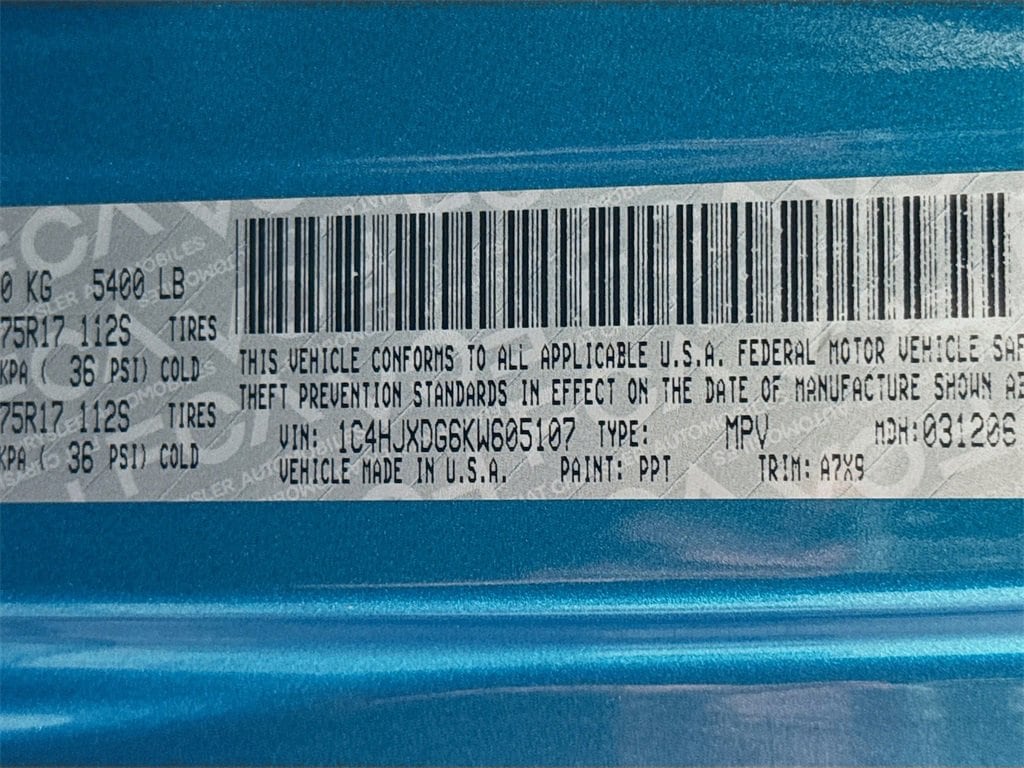 0 KG 5400 LB
75R17 112S TIRES
KPA ( 36 PSI) COLD
75R17 112S TIRES
KPA ( 36 PSI) COLD
THIS VEHICLE CONFORMS TO ALL APPLICABLE U.S.A. FEDERAL MOTOR VEHICLE SAF
THEFT PREVENTION STANDARDS IN EFFECT ON THE DATE OF MANUFACTURE SHOWN AB
VIN: 1C4HJXDG6KW605107 TYPE: MPV MDH: 031206
VEHICLE MADE IN U.S.A. PAINT: PPT TRIM: A7X9